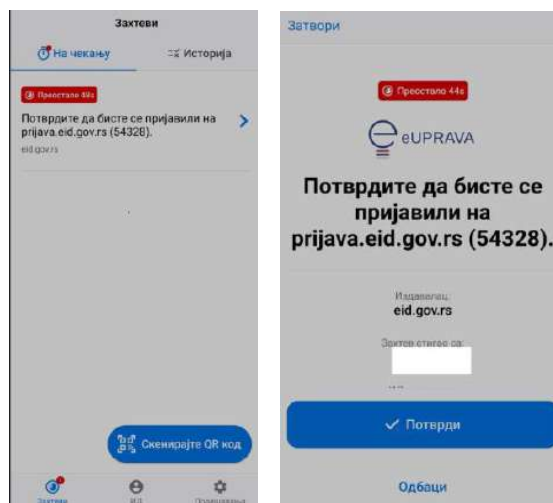 Захтеви
На чекању
Историја
Преостало 49s
Потврдите да бисте се пријавили на
prijava.eid.gov.rs (54328).
eid.gov.rs
Скенирајте QR код
Захтеви
Затвори
Преостало 44s
eUPRAVA
Потврдите да бисте се
пријавили на
prijava.eid.gov.rs (54328).
Издавалац:
eid.gov.rs
Захтев стигао са:
Потврди
Одбаци